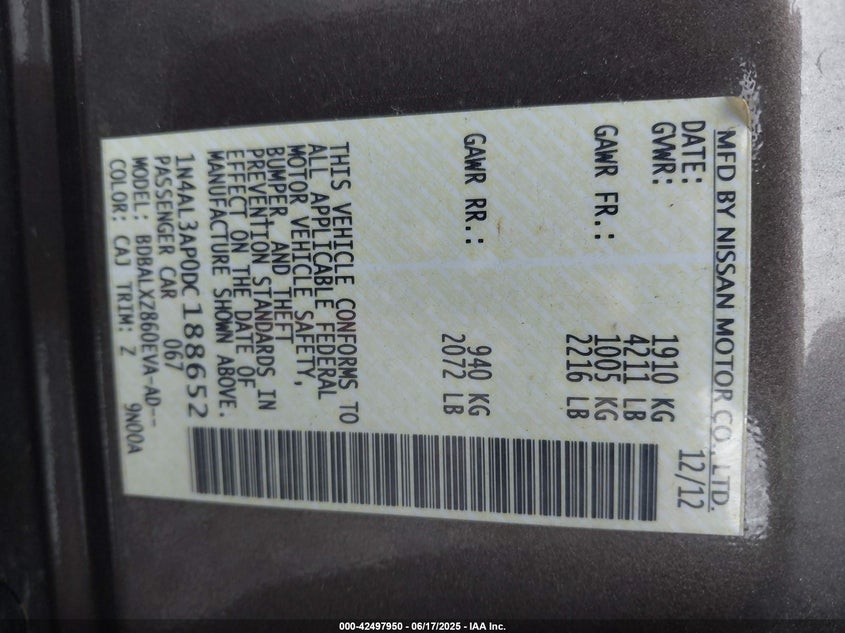 MFD BY NISSAN MOTOR CO., LTD.
DATE: 12/12
GVWR: 1910 KG
4211 LB
GAWR FR.: 1005 KG
2216 LB
GAWR RR.: 940 KG
2072 LB
THIS VEHICLE CONFORMS TO
ALL APPLICABLE FEDERAL
MOTOR VEHICLE SAFETY,
BUMPER, AND THEFT
PREVENTION STANDARDS IN
EFFECT ON THE DATE OF
MANUFACTURE SHOWN ABOVE.
1N4AL3AP0DC188652
PASSENGER CAR 067
MODEL: BDBALXZ860EVA-AD--
COLOR: CAJ TRIM: Z 9N00A
000-42497950 - 06/17/2025 - IAA Inc.